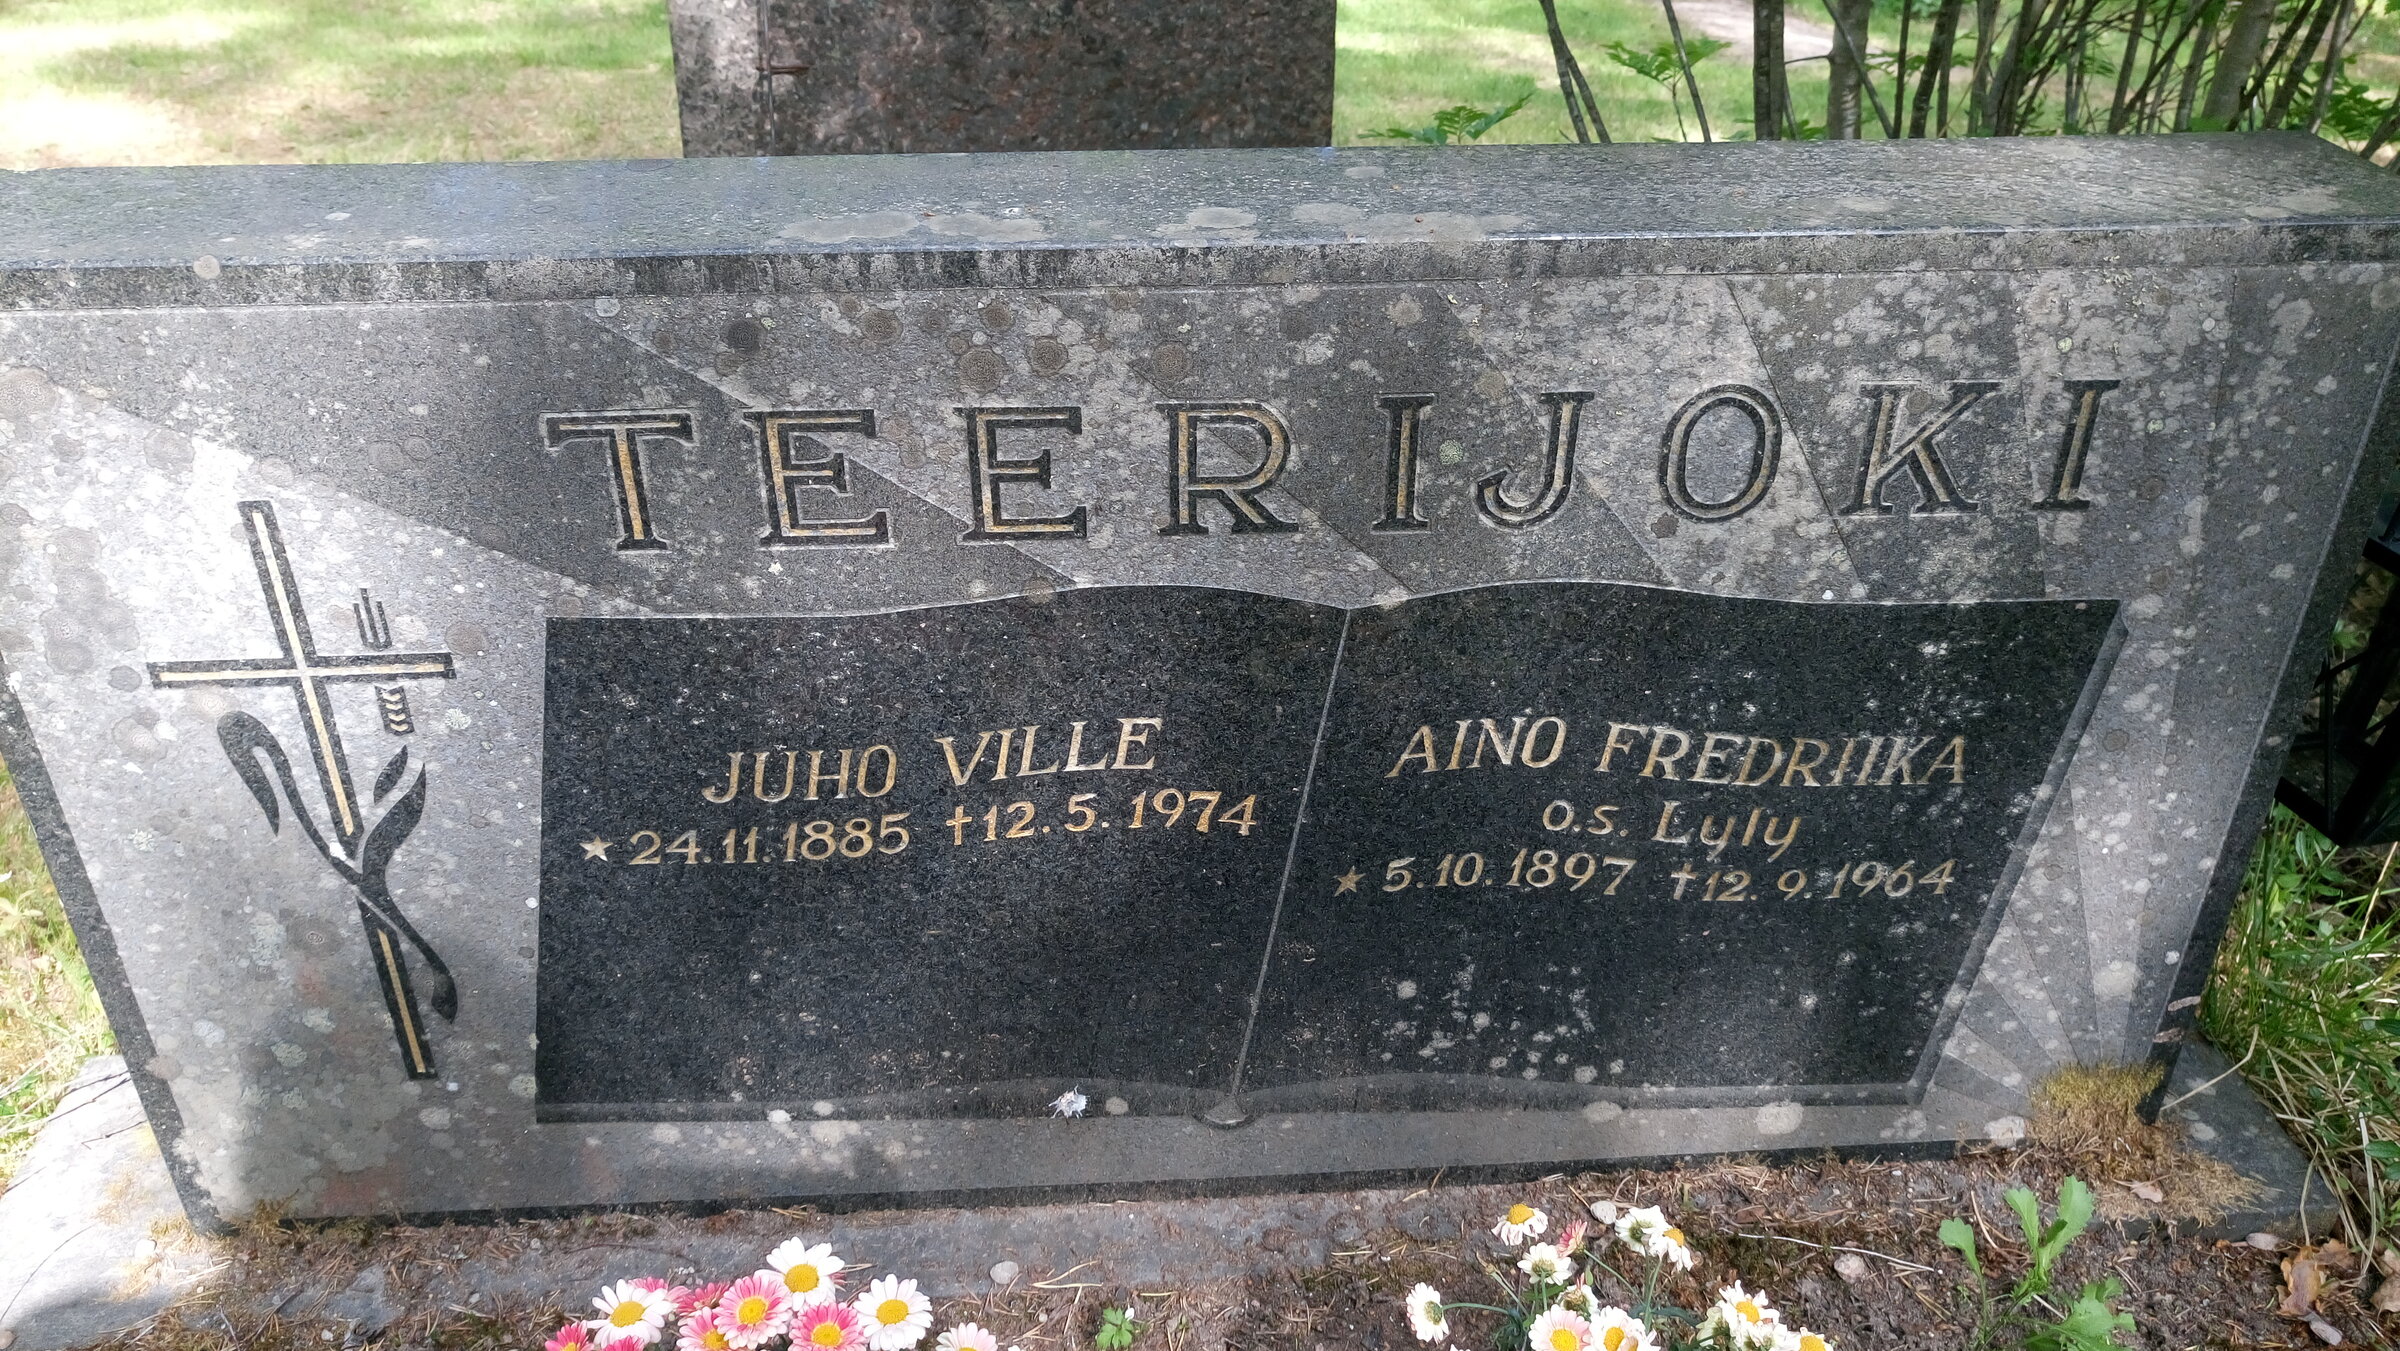 TEERIJOKI
JUHO VILLE
★ 24.11.1885 †12.5.1974
AINO FREDRIIKA
o.s. Lyly
★ 5.10.1897 †12.9.1964